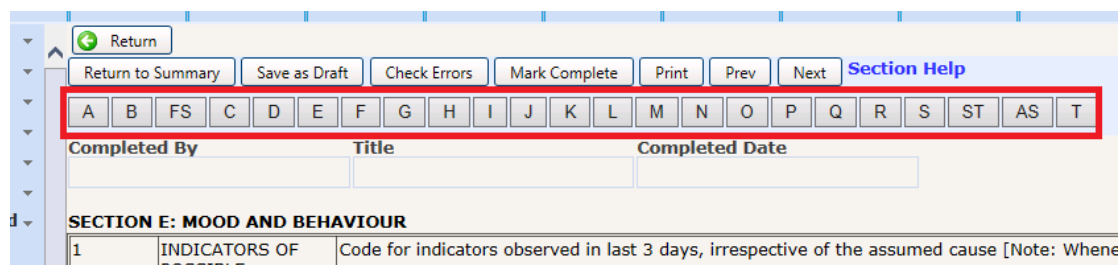 Return
Return to Summary Save as Draft Check Errors Mark Complete Print Prev Next Section Help
A B FS C D E F G H I J K L M N O P Q R S ST AS T
Completed By Title Completed Date
SECTION E: MOOD AND BEHAVIOUR
1 INDICATORS OF Code for indicators observed in last 3 days, irrespective of the assumed cause [Note: Whene